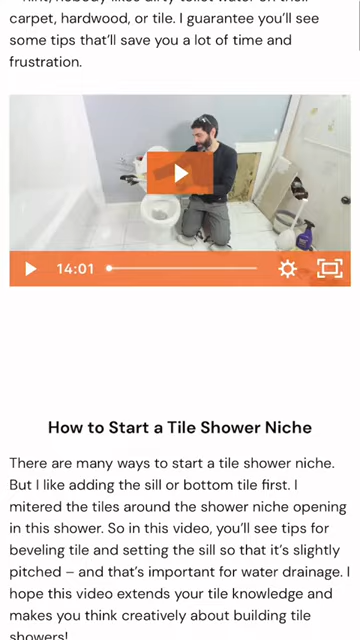 carpet, hardwood, or tile. I guarantee you'll see
some tips that'll save you a lot of time and
frustration.
14:01
How to Start a Tile Shower Niche
There are many ways to start a tile shower niche.
But I like adding the sill or bottom tile first. I
mitered the tiles around the shower niche opening
in this shower. So in this video, you'll see tips for
beveling tile and setting the sill so that it's slightly
pitched – and that's important for water drainage. I
hope this video extends your tile knowledge and
makes you think creatively about building tile
showers!